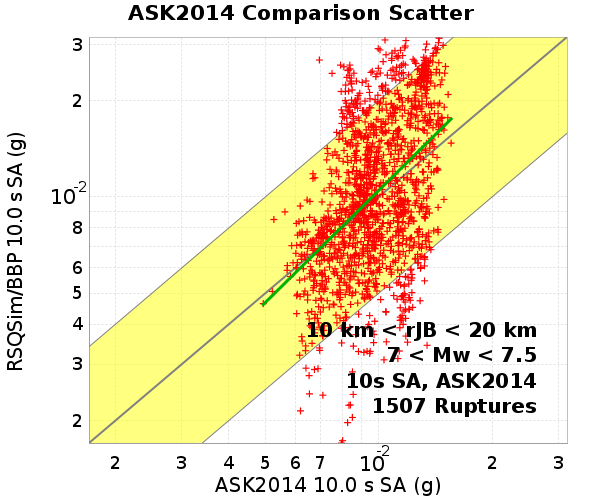 ASK2014 Comparison Scatter
RSQSim/BBP 10.0 s SA (g)
3
2
10-2
8
6
5
4
3
2
10 km < rJB < 20 km
7 < Mw < 7.5
10s SA, ASK2014
1507 Ruptures
2 3 4 5 6 7 10-2 2 3
ASK2014 10.0 s SA (g)